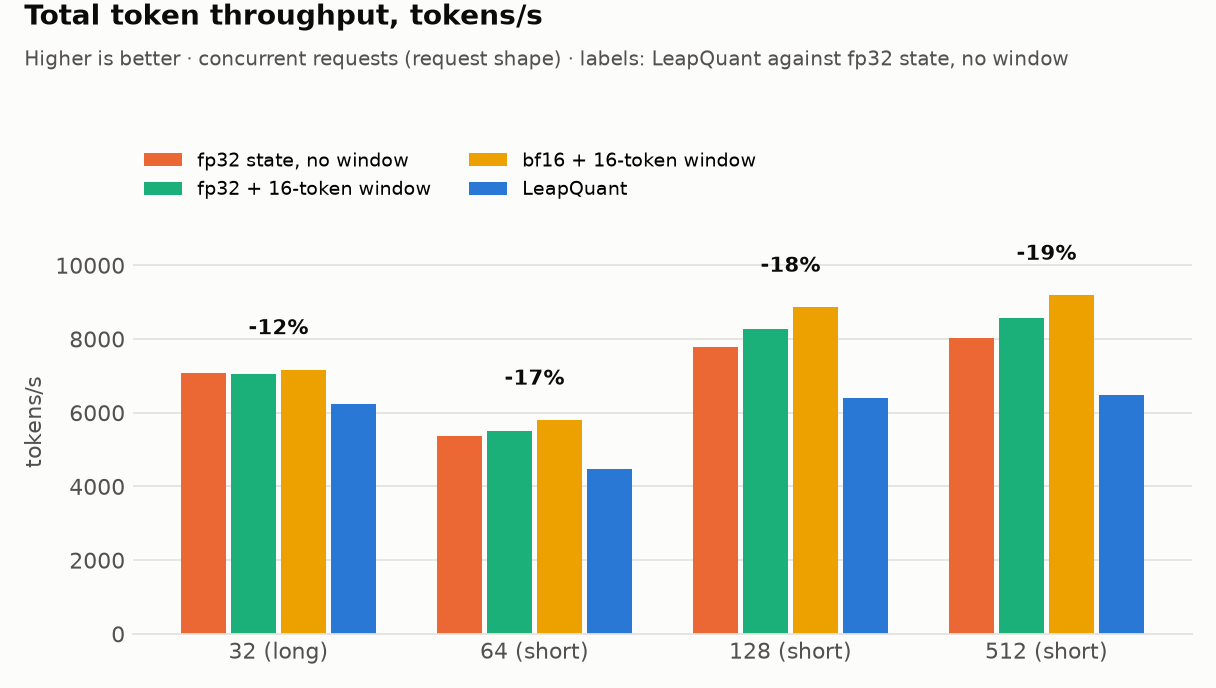 Total token throughput, tokens/s
Higher is better · concurrent requests (request shape) · labels: LeapQuant against fp32 state, no window
fp32 state, no window
bf16 + 16-token window
fp32 + 16-token window
LeapQuant
tokens/s
10000
8000
6000
4000
2000
0
-12%
-17%
-18%
-19%
32 (long)
64 (short)
128 (short)
512 (short)